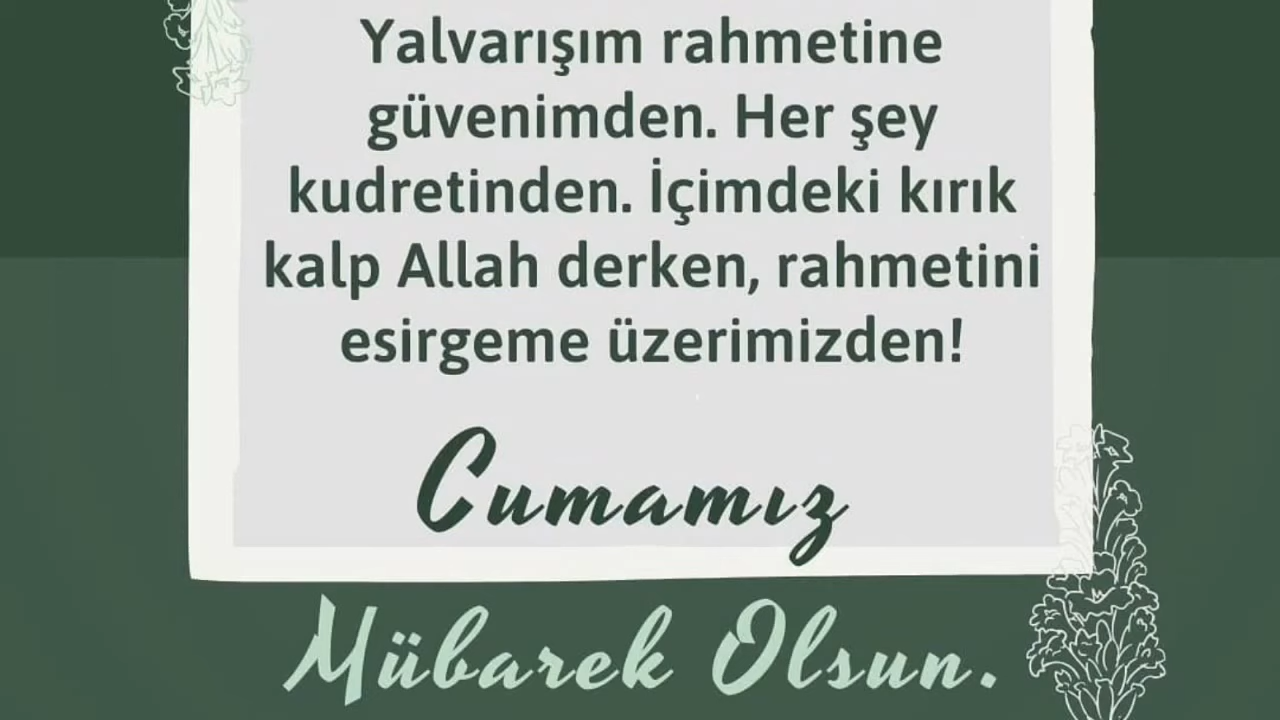 Yalvarışım rahmetine
güvenimden. Her şey
kudretinden. İçimdeki kırık
kalp Allah derken, rahmetini
esirgeme üzerimizden!
Cumamız
Mübarek Olsun.